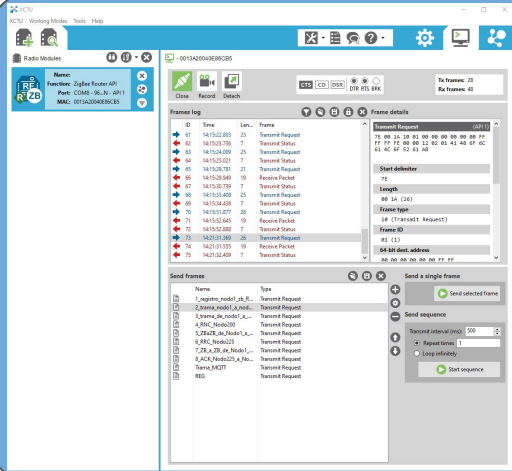 XCTU
XCTU Working Modes Tools Help
Radio Modules
- 0013A20040E86CB5
Name:
Function: ZigBee Router API
Port: COM8 - 96...N - API 1
MAC: 0013A20040E86CB5
Close Record Detach
CTS CD DSR DTR RTS BRK
Tx frames: 28
Rx frames: 48
Frames log
Frame details
ID Time Len... Frame
61 14:15:22.803 25 Transmit Request
62 14:15:23.736 7 Transmit Status
63 14:15:24.009 25 Transmit Request
64 14:15:25.021 7 Transmit Status
65 14:15:29.781 21 Transmit Request
66 14:15:29.949 19 Receive Packet
67 14:15:30.739 7 Transmit Status
68 14:15:33.408 25 Transmit Request
69 14:15:34.438 7 Transmit Status
70 14:15:51.877 26 Transmit Request
71 14:15:52.645 19 Receive Packet
72 14:15:52.888 7 Transmit Status
73 14:21:31.369 26 Transmit Request
74 14:21:31.555 19 Receive Packet
75 14:21:32.409 7 Transmit Status
Transmit Request (API 1)
7E 00 1A 10 01 00 00 00 00 00 00 FF
FF FF FE 00 00 12 02 01 41 48 6F 6C
61 4C 6F 52 61 AB
Start delimiter
7E
Length
00 1A (26)
Frame type
10 (Transmit Request)
Frame ID
01 (1)
64-bit dest. address
00 00 00 00 00 00 FF FF
Send frames
Name Type
1_registro_nodo1_zb_R... Transmit Request
2_trama_nodo1_a_nod... Transmit Request
3_trama_de_nodo1_a_... Transmit Request
4_RNC_Nodo200 Transmit Request
5_ZBaZB_de_Nodo1_a_... Transmit Request
6_RRC_Nodo225 Transmit Request
7_ZB_a_ZB_de_Nodo1_... Transmit Request
8_ACK_Nodo225_a_No... Transmit Request
Trama_MQTT Transmit Request
REG Transmit Request
Send a single frame
Send selected frame
Send sequence
Transmit interval (ms): 500
Repeat times 1
Loop infinitely
Start sequence